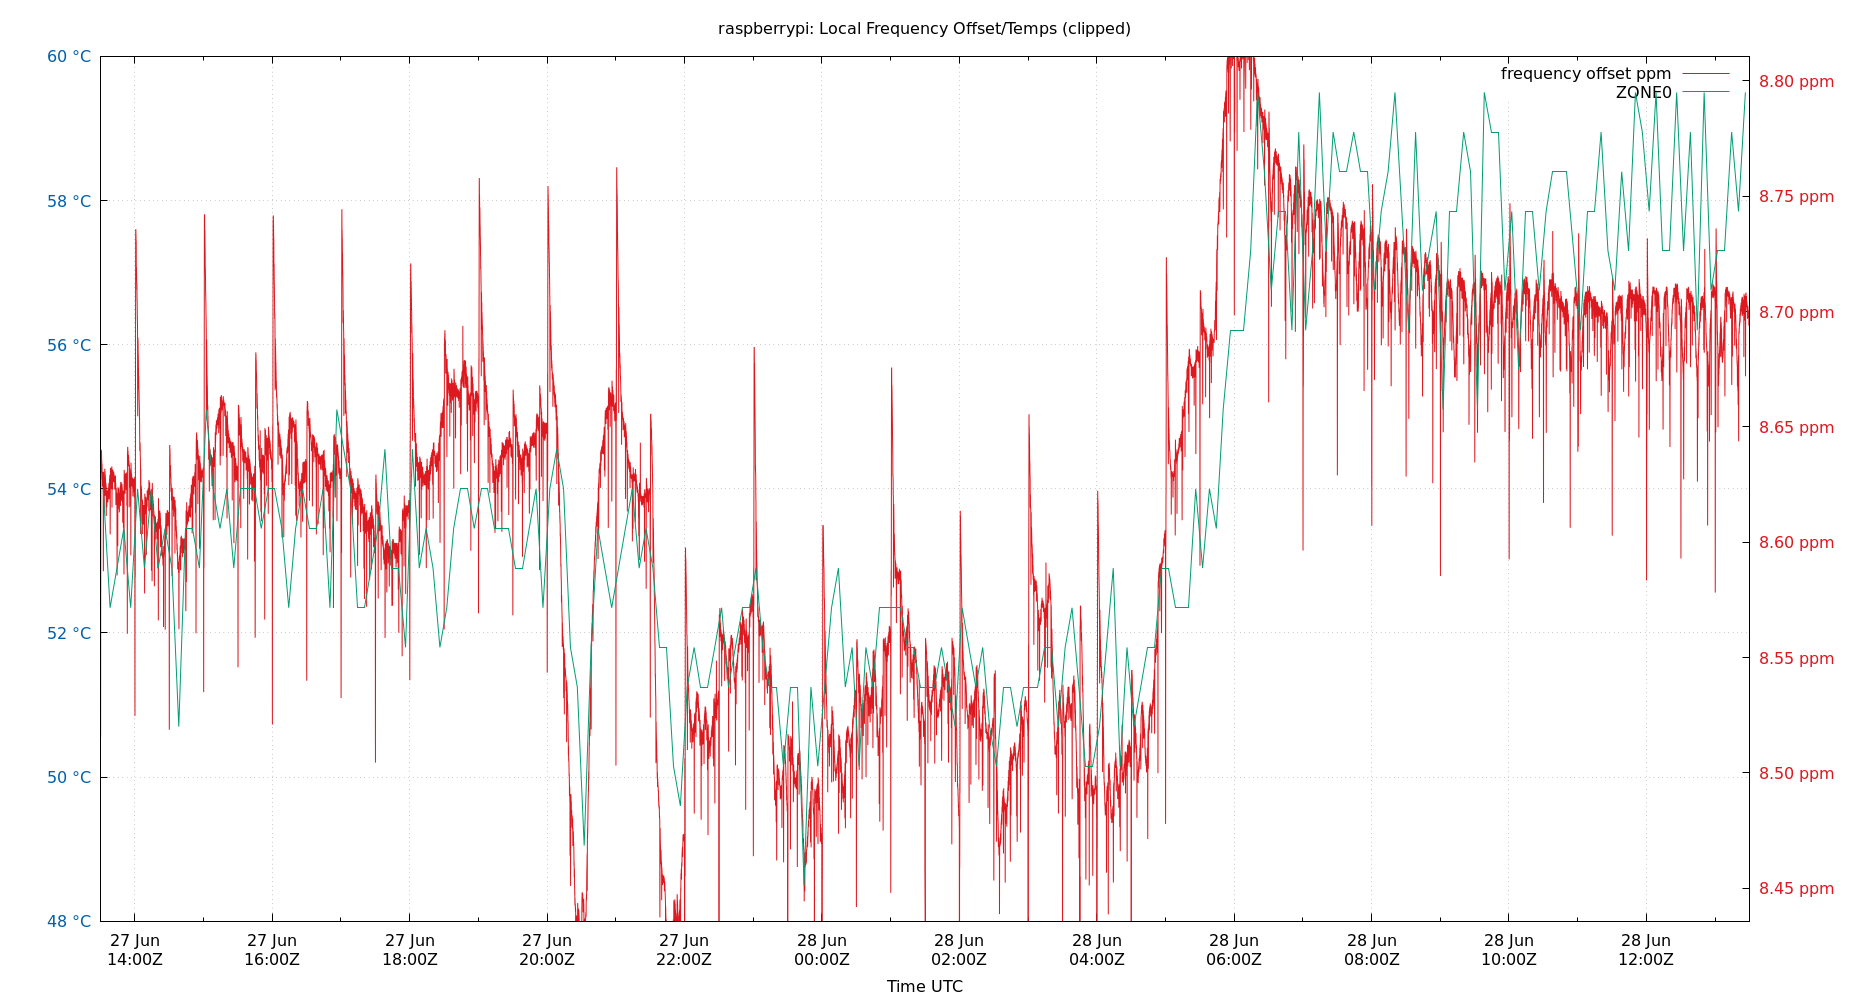 raspberrypi: Local Frequency Offset/Temps (clipped)
60 °C
58 °C
56 °C
54 °C
52 °C
50 °C
48 °C
frequency offset ppm
ZONE0
8.80 ppm
8.75 ppm
8.70 ppm
8.65 ppm
8.60 ppm
8.55 ppm
8.50 ppm
8.45 ppm
27 Jun
14:00Z
27 Jun
16:00Z
27 Jun
18:00Z
27 Jun
20:00Z
27 Jun
22:00Z
28 Jun
00:00Z
28 Jun
02:00Z
28 Jun
04:00Z
28 Jun
06:00Z
28 Jun
08:00Z
28 Jun
10:00Z
28 Jun
12:00Z
Time UTC